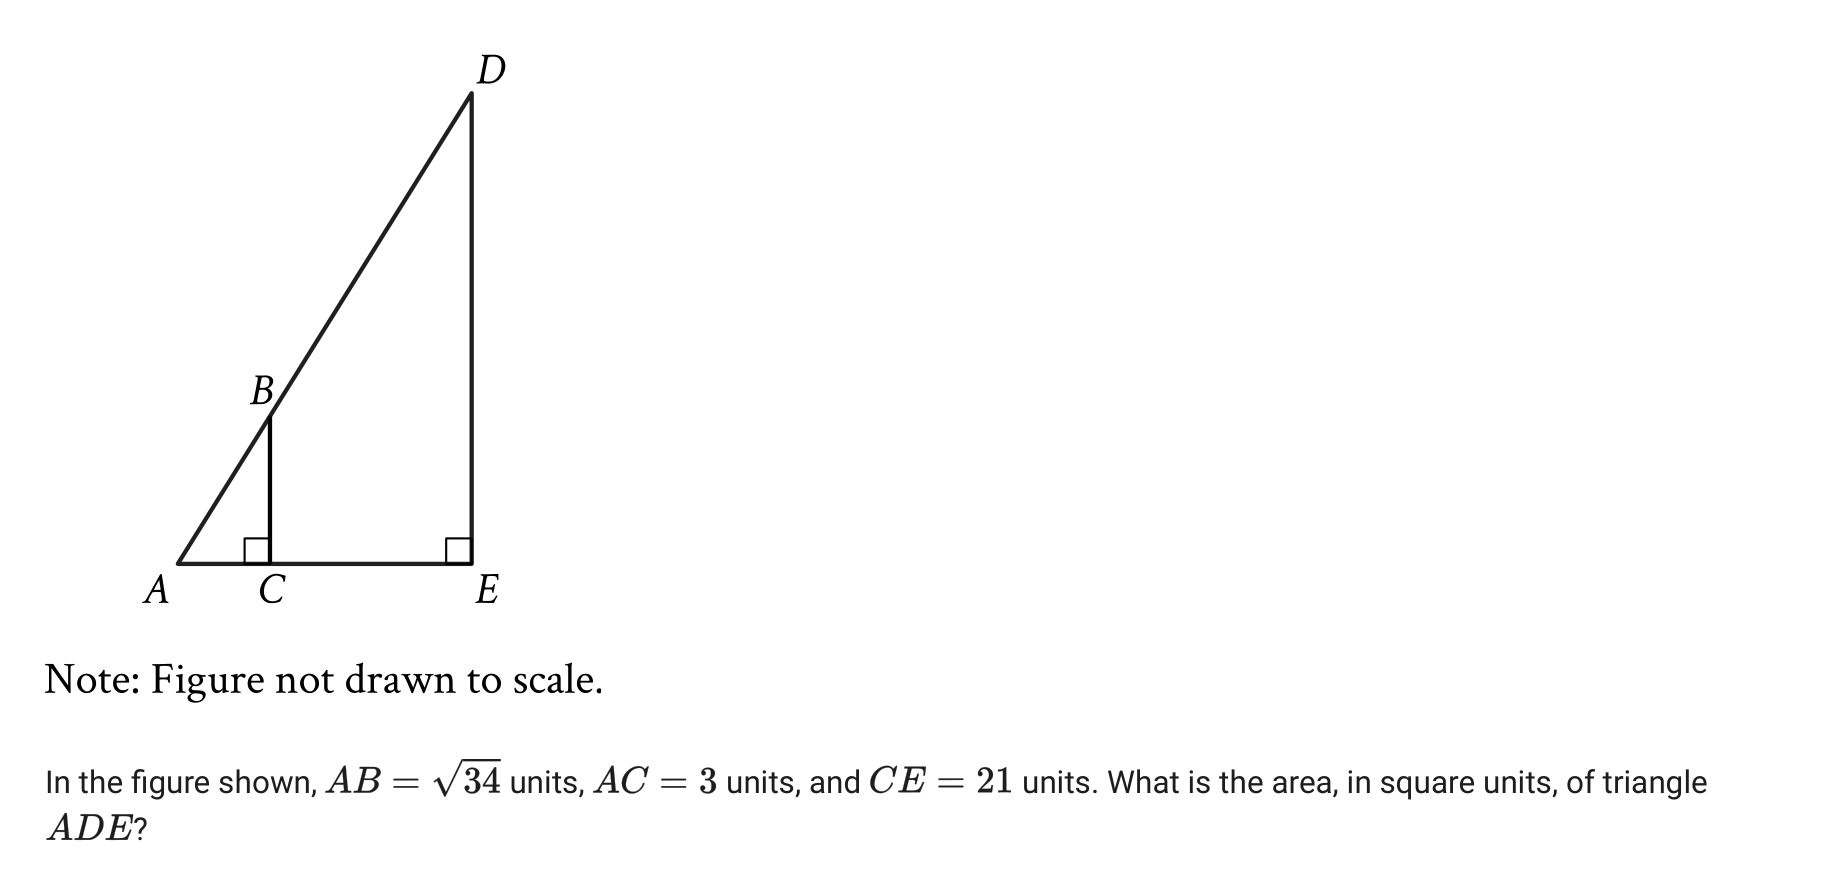 D
B
A C E
Note: Figure not drawn to scale.
In the figure shown, AB = √34 units, AC = 3 units, and CE = 21 units. What is the area, in square units, of triangle
ADE?